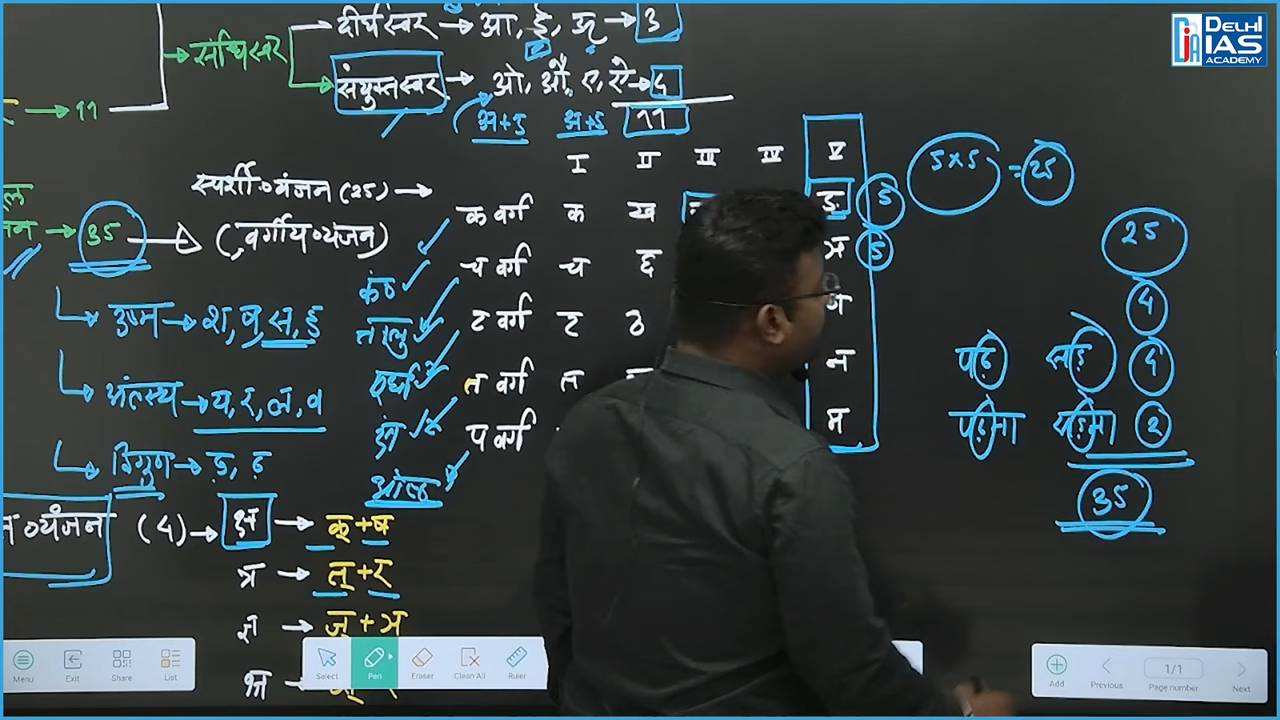 DELHI IAS ACADEMY
दीर्घस्वर → आ, ई, ऊ → 3
संधिस्वर
संयुक्तस्वर → ओ, औ, ए, ऐ → 4
→ 11
अ+इ अ+इ 11
I II III IV V
5×5 = 25
स्पर्शी व्यंजन (25) →
→ 35 (वर्गीय व्यंजन)
क वर्ग क ख ङ 5
च वर्ग च छ ञ 5
ट वर्ग ट ठ ण
त वर्ग त न
प वर्ग म
कंठ
तालु
मूर्धा
दंत
ओष्ठ
उष्म → श, ष, स, ह
अंतस्थ → य, र, ल, व
द्विगुण → ड़, ढ़
व्यंजन (4) → क्ष → क् + ष
त्र → त् + र
ज्ञ → ज् + ञ
श्र →
25
4
4
2
35
Menu Exit Share List Select Pen Eraser Clean All Ruler Add Previous 1/1 Page number Next